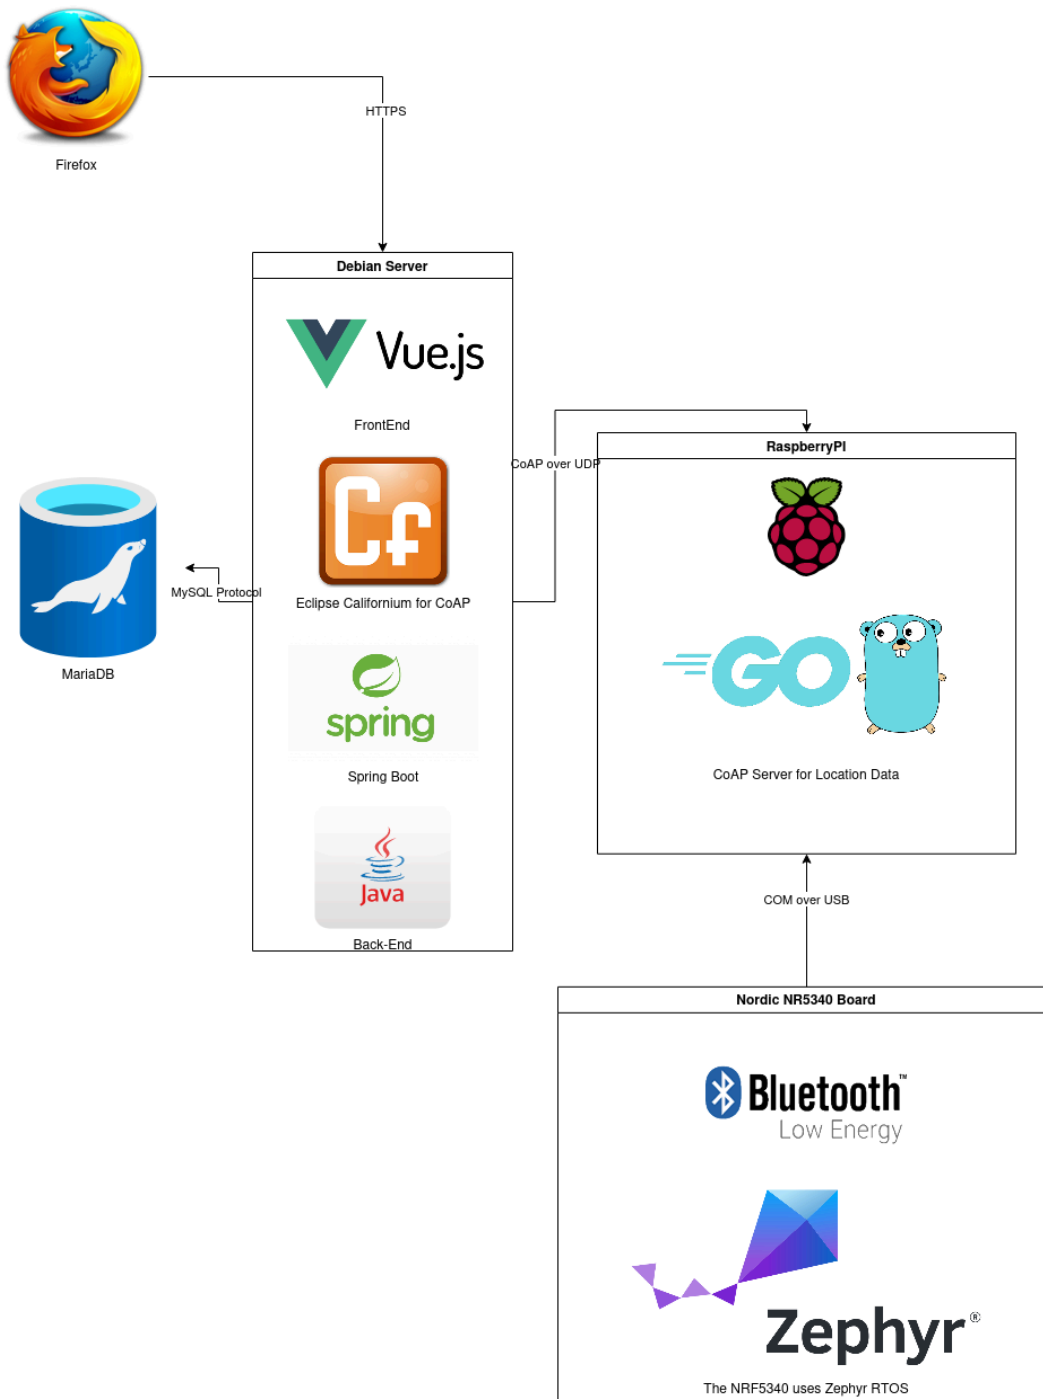 Firefox
HTTPS
Debian Server
Vue.js
FrontEnd
Cf
Eclipse Californium for CoAP
spring
Spring Boot
Java
Back-End
MySQL Protocol
MariaDB
CoAP over UDP
RaspberryPI
GO
CoAP Server for Location Data
COM over USB
Nordic NR5340 Board
Bluetooth™
Low Energy
Zephyr®
The NRF5340 uses Zephyr RTOS